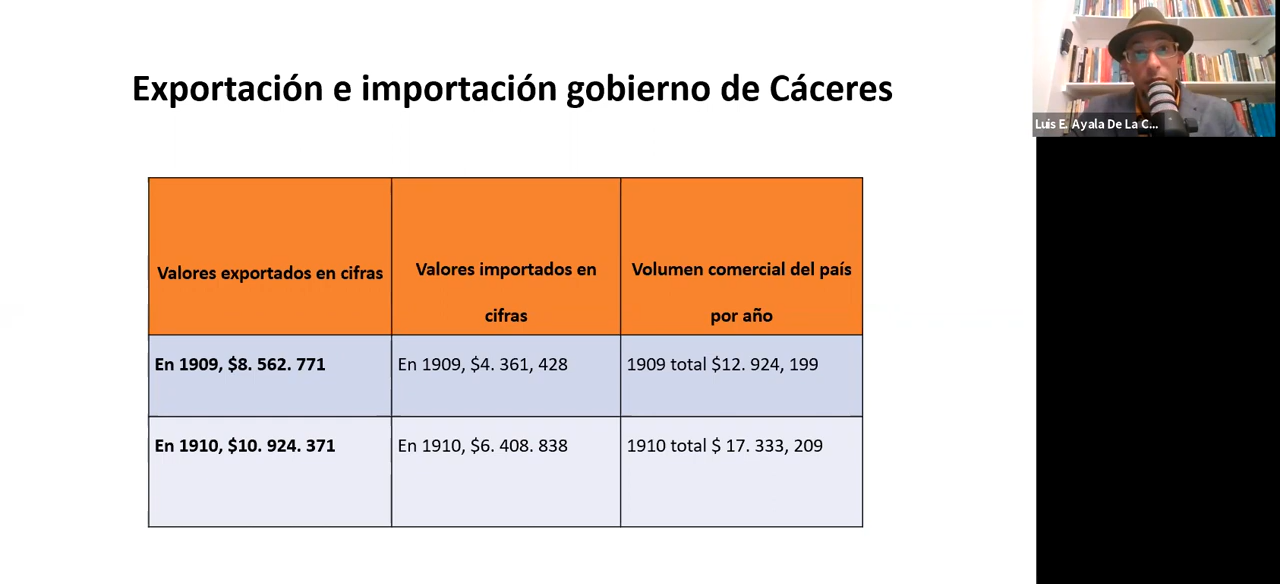 Exportación e importación gobierno de Cáceres
Luis E. Ayala De La C...
Valores exportados en cifras
Valores importados en
cifras
Volumen comercial del país
por año
En 1909, $8. 562. 771
En 1909, $4. 361, 428
1909 total $12. 924, 199
En 1910, $10. 924. 371
En 1910, $6. 408. 838
1910 total $ 17. 333, 209